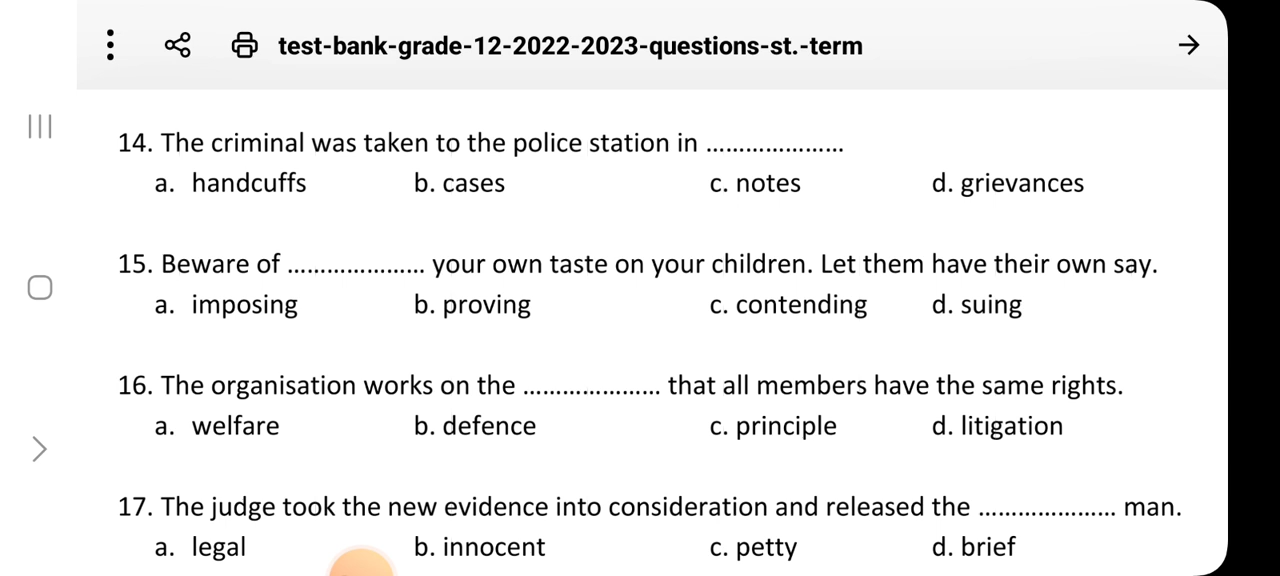 test-bank-grade-12-2022-2023-questions-st.-term
14. The criminal was taken to the police station in .....................
a. handcuffs b. cases c. notes d. grievances
15. Beware of ..................... your own taste on your children. Let them have their own say.
a. imposing b. proving c. contending d. suing
16. The organisation works on the ..................... that all members have the same rights.
a. welfare b. defence c. principle d. litigation
17. The judge took the new evidence into consideration and released the ..................... man.
a. legal b. innocent c. petty d. brief